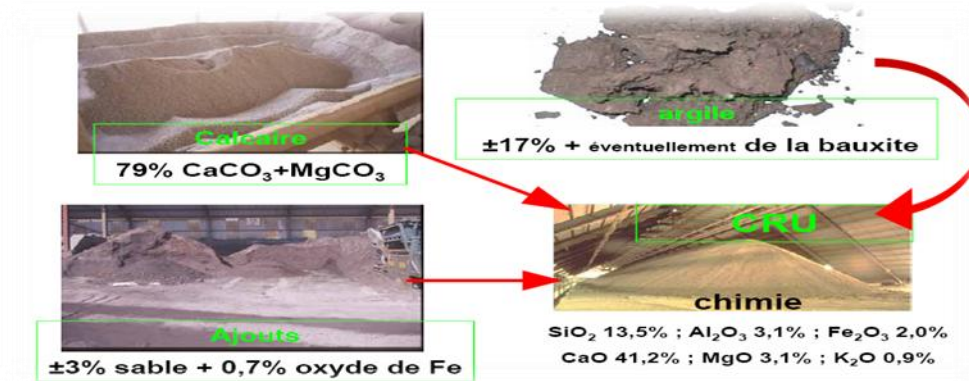 Calcaire
79% CaCO₃+MgCO₃
argile
±17% + éventuellement de la bauxite
Ajouts
±3% sable + 0,7% oxyde de Fe
CRU
chimie
SiO₂ 13,5% ; Al₂O₃ 3,1% ; Fe₂O₃ 2,0%
CaO 41,2% ; MgO 3,1% ; K₂O 0,9%